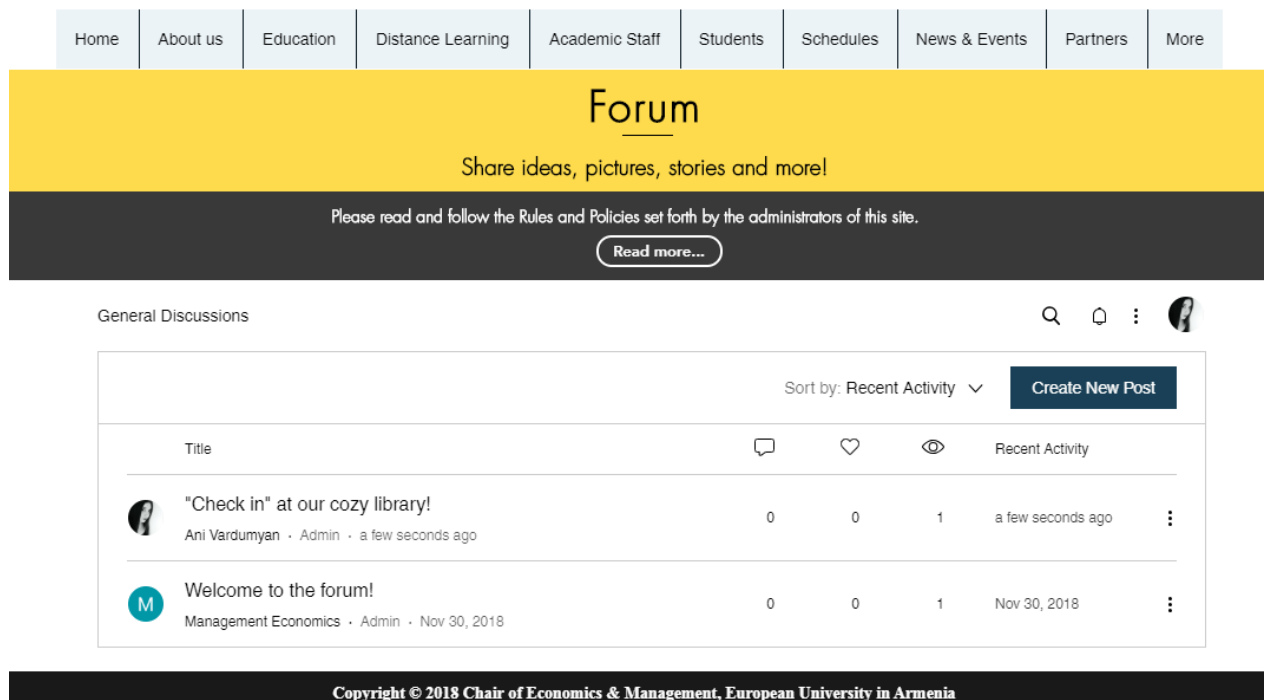 Home About us Education Distance Learning Academic Staff Students Schedules News & Events Partners More
Forum
Share ideas, pictures, stories and more!
Please read and follow the Rules and Policies set forth by the administrators of this site.
Read more...
General Discussions
Sort by: Recent Activity Create New Post
Title Recent Activity
"Check in" at our cozy library! 0 0 1 a few seconds ago
Ani Vardumyan · Admin · a few seconds ago
M Welcome to the forum! 0 0 1 Nov 30, 2018
Management Economics · Admin · Nov 30, 2018
Copyright © 2018 Chair of Economics & Management, European University in Armenia